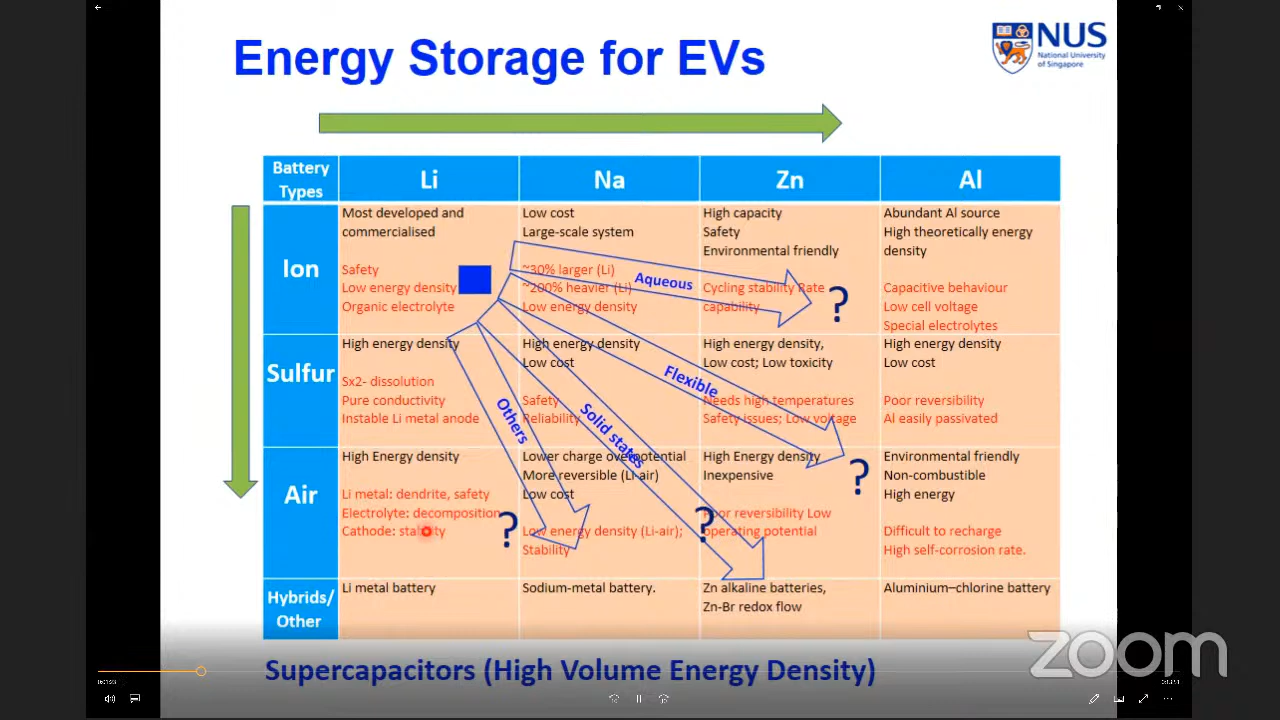 Energy Storage for EVs
NUS
National University
of Singapore
Battery
Types
Li
Na
Zn
Al
Ion
Most developed and
commercialised
Safety
Low energy density
Organic electrolyte
Low cost
Large-scale system
~30% larger (Li)
~200% heavier (Li)
Low energy density
High capacity
Safety
Environmental friendly
Cycling stability Rate
capability
Abundant Al source
High theoretically energy
density
Capacitive behaviour
Low cell voltage
Special electrolytes
Aqueous
?
Sulfur
High energy density
Sx2- dissolution
Pure conductivity
Instable Li metal anode
High energy density
Low cost
Safety
Reliability
High energy density,
Low cost; Low toxicity
Needs high temperatures
Safety issues; Low voltage
High energy density
Low cost
Poor reversibility
Al easily passivated
Flexible
?
Others
Solid states
Air
High Energy density
Li metal: dendrite, safety
Electrolyte: decomposition
Cathode: stability
?
Lower charge overpotential
More reversible (Li-air)
Low cost
Low energy density (Li-air);
Stability
?
High Energy density
Inexpensive
Poor reversibility Low
operating potential
Environmental friendly
Non-combustible
High energy
Difficult to recharge
High self-corrosion rate.
Hybrids/
Other
Li metal battery
Sodium-metal battery.
Zn alkaline batteries,
Zn-Br redox flow
Aluminium–chlorine battery
Supercapacitors (High Volume Energy Density)
zoom